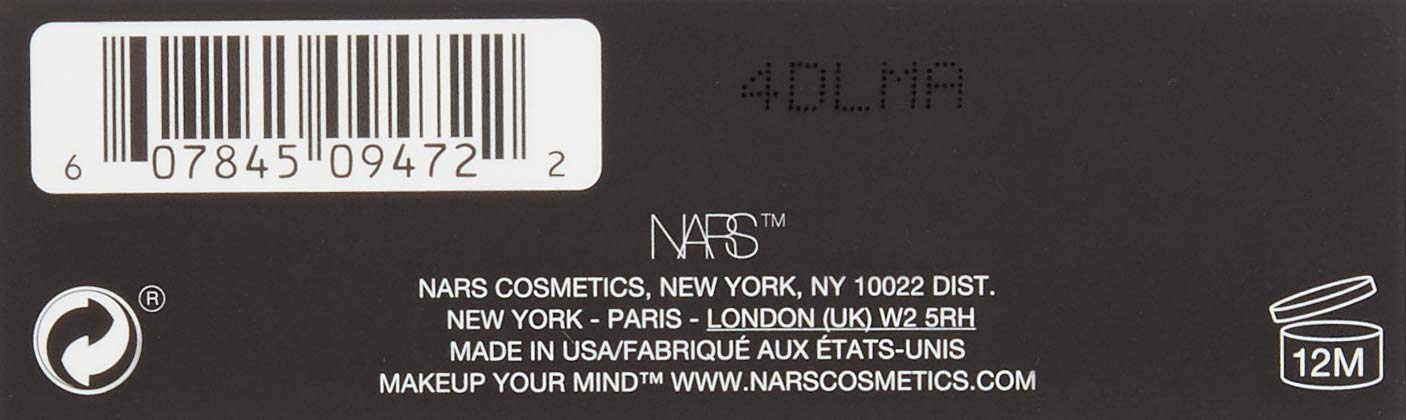 6 07845 09472 2
4DLMA
NARS™
NARS COSMETICS, NEW YORK, NY 10022 DIST.
NEW YORK - PARIS - LONDON (UK) W2 5RH
MADE IN USA/FABRIQUÉ AUX ÉTATS-UNIS
MAKEUP YOUR MIND™ WWW.NARSCOSMETICS.COM
®
12M